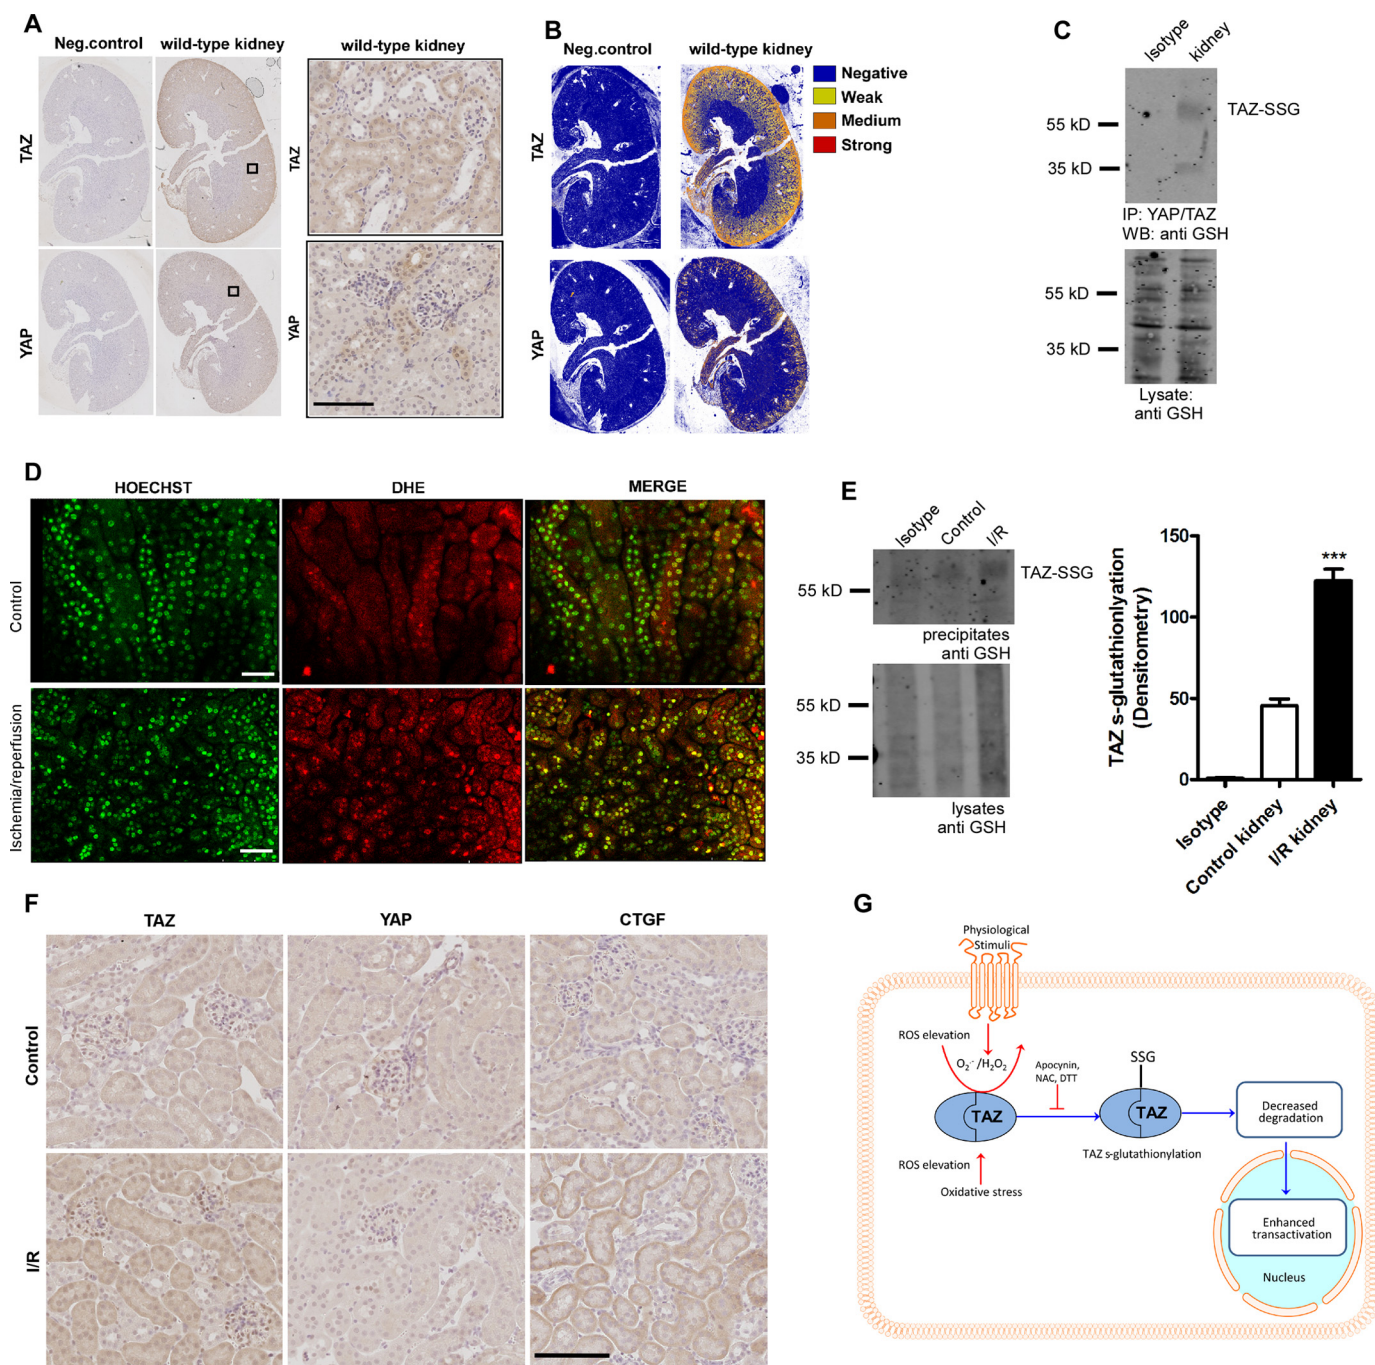 A
Neg.control
wild-type kidney
wild-type kidney
TAZ
TAZ
YAP
YAP
B
Neg.control
wild-type kidney
Negative
Weak
Medium
Strong
TAZ
YAP
C
Isotype
kidney
TAZ-SSG
55 kD
35 kD
IP: YAP/TAZ
WB: anti GSH
55 kD
35 kD
Lysate:
anti GSH
D
HOECHST
DHE
MERGE
Control
Ischemia/reperfusion
E
Isotype
Control
I/R
TAZ-SSG
55 kD
precipitates
anti GSH
55 kD
35 kD
lysates
anti GSH
TAZ s-glutathionlyation
(Densitometry)
150
100
50
0
***
Isotype
Control kidney
I/R kidney
F
TAZ
YAP
CTGF
Control
I/R
G
Physiological
Stimuli
ROS elevation
O2·- /H2O2
Apocynin,
NAC, DTT
SSG
TAZ
TAZ
TAZ s-glutathionylation
Decreased
degradation
ROS elevation
Oxidative stress
Enhanced
transactivation
Nucleus